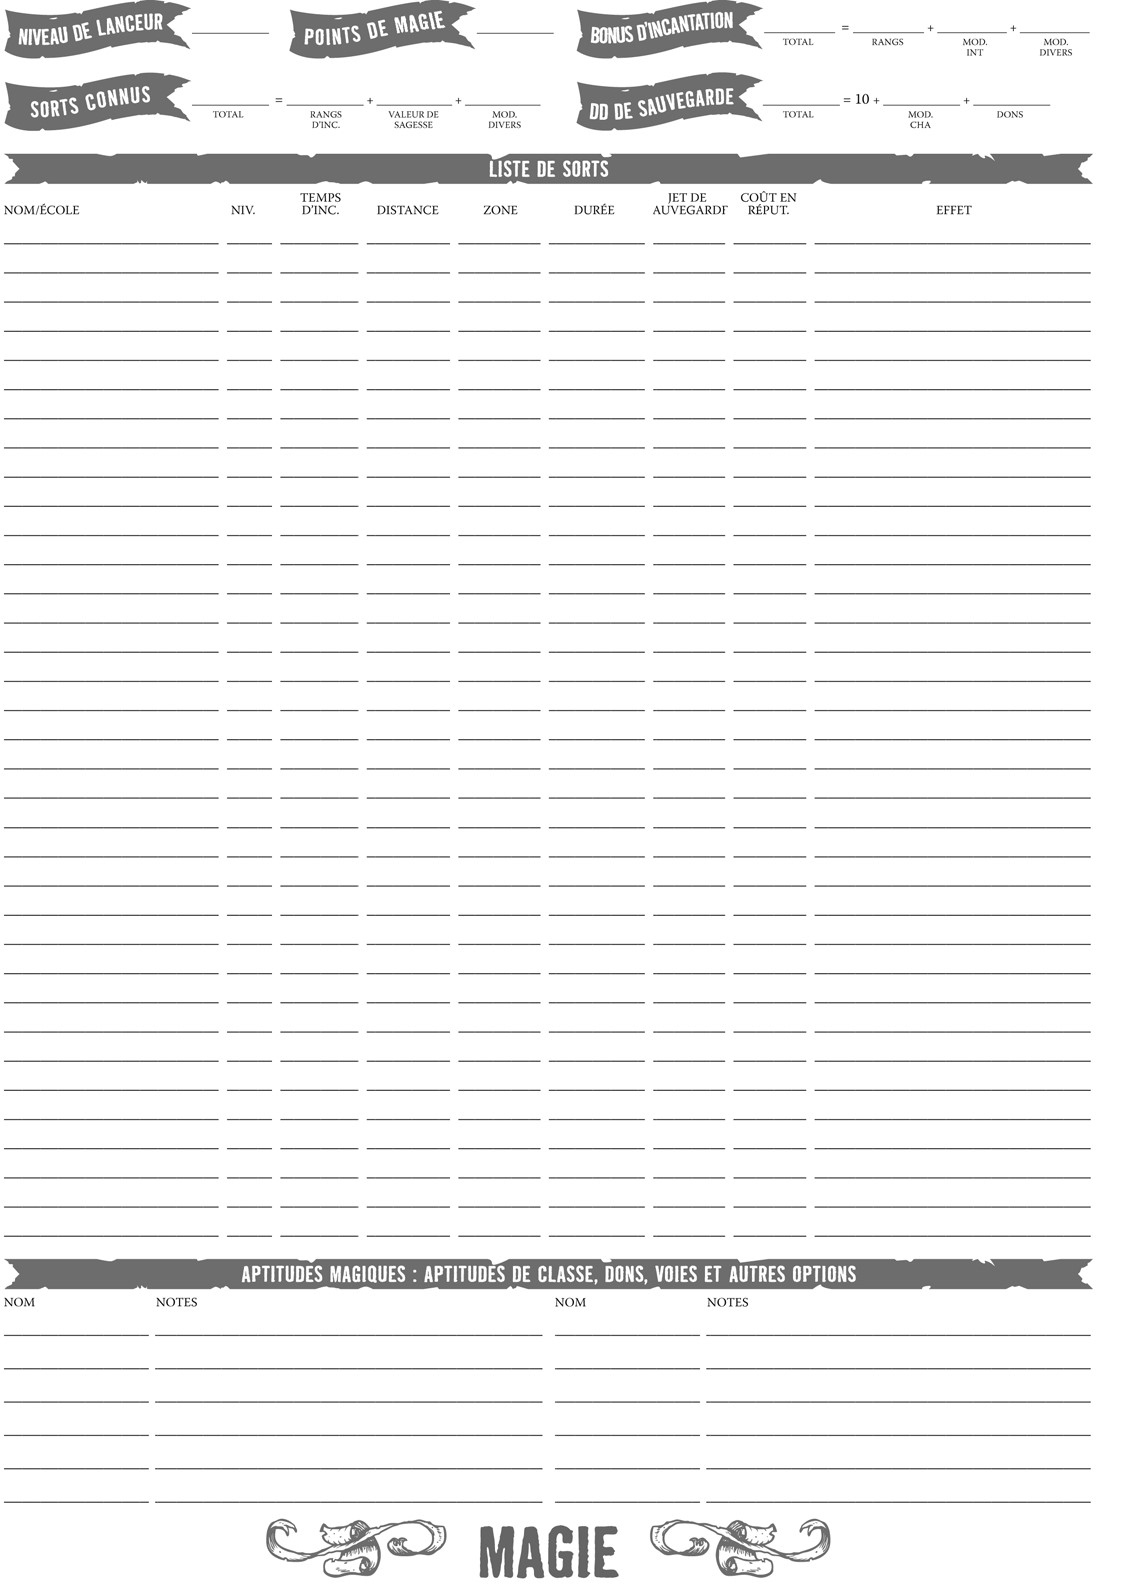 NIVEAU DE LANCEUR
POINTS DE MAGIE
BONUS D'INCANTATION = + +
TOTAL RANGS MOD. INT MOD. DIVERS
SORTS CONNUS = + +
TOTAL RANGS D'INC. VALEUR DE SAGESSE MOD. DIVERS
DD DE SAUVEGARDE = 10 + +
TOTAL MOD. CHA DONS
LISTE DE SORTS
NOM/ÉCOLE NIV. TEMPS D'INC. DISTANCE ZONE DURÉE JET DE AUVEGARD COÛT EN RÉPUT. EFFET
APTITUDES MAGIQUES : APTITUDES DE CLASSE, DONS, VOIES ET AUTRES OPTIONS
NOM NOTES NOM NOTES
MAGIE